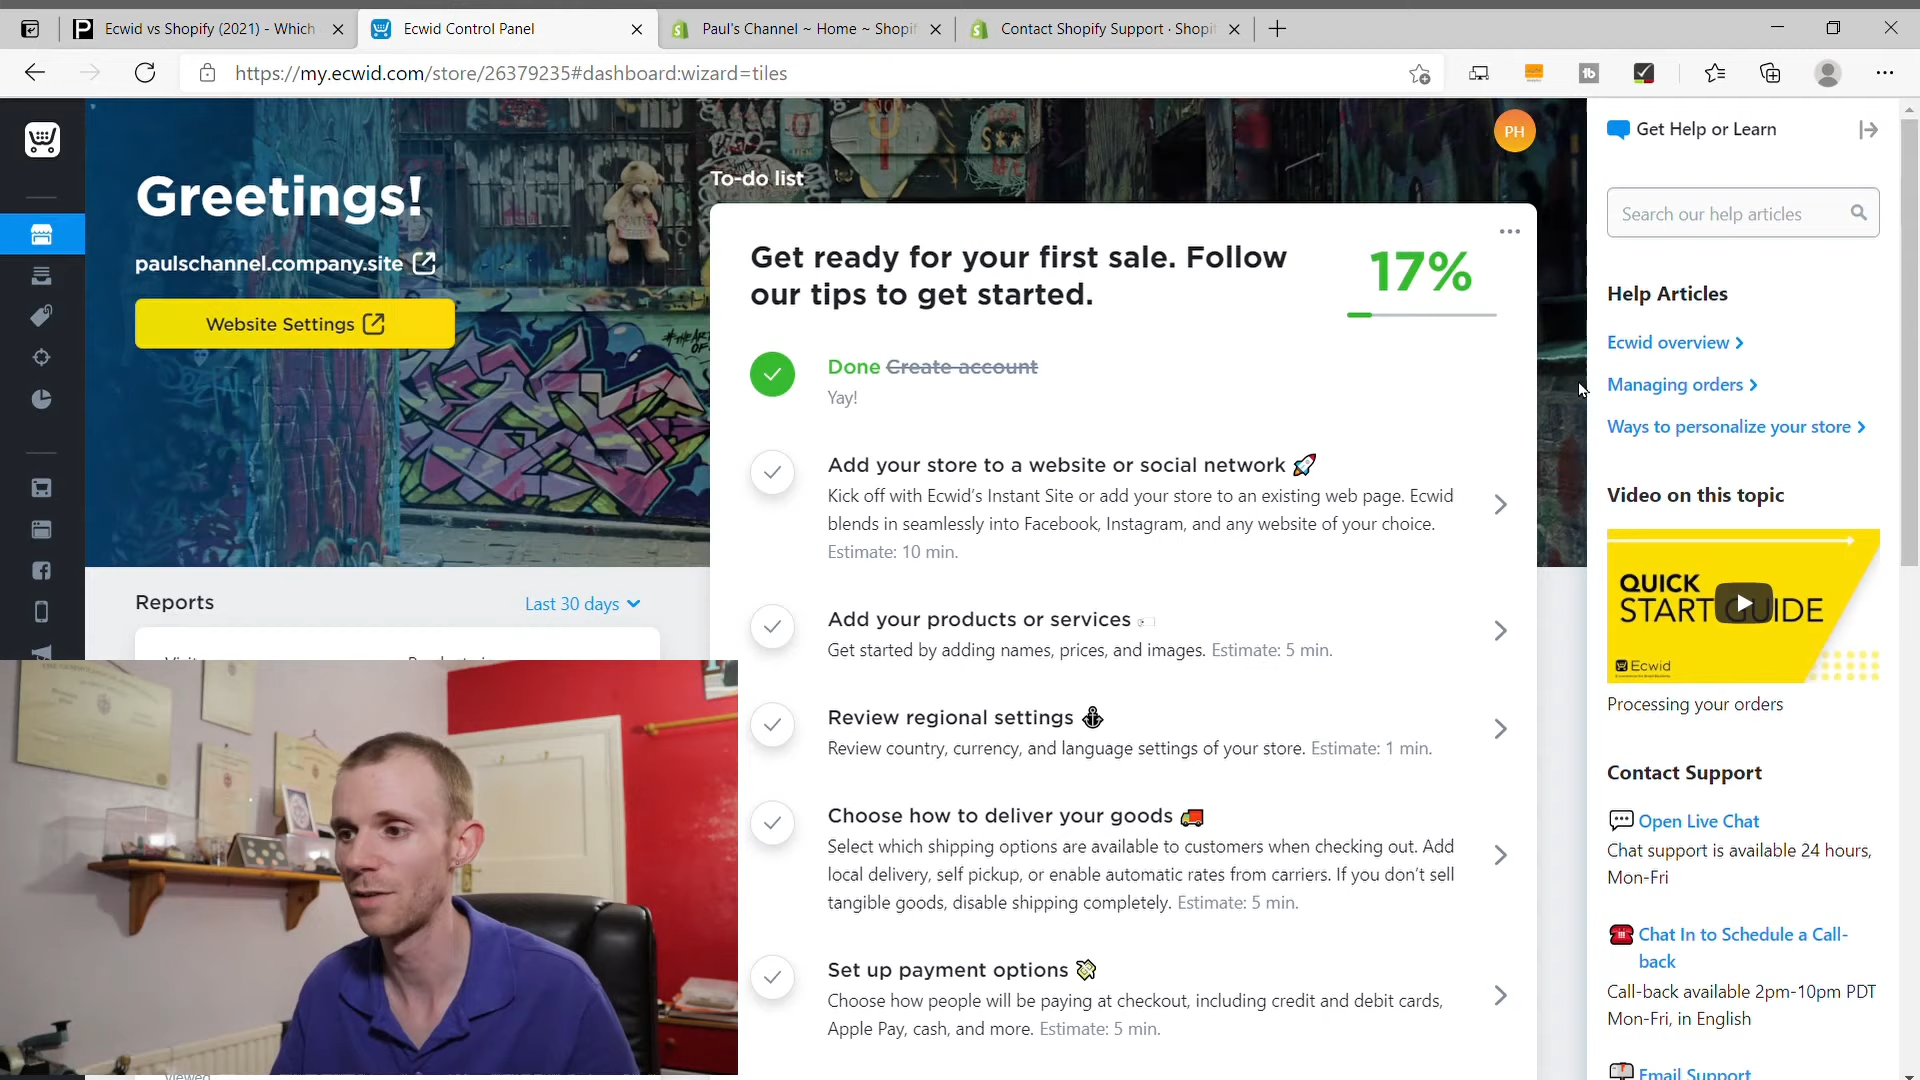 Ecwid vs Shopify (2021) - Which
Ecwid Control Panel
Paul's Channel ~ Home ~ Shopif
Contact Shopify Support · Shopif
https://my.ecwid.com/store/26379235#dashboard:wizard=tiles
Greetings!
paulschannel.company.site
Website Settings
PH
To-do list
Get ready for your first sale. Follow
our tips to get started.
17%
Done Create account
Yay!
Add your store to a website or social network
Kick off with Ecwid's Instant Site or add your store to an existing web page. Ecwid
blends in seamlessly into Facebook, Instagram, and any website of your choice.
Estimate: 10 min.
Add your products or services
Get started by adding names, prices, and images. Estimate: 5 min.
Review regional settings
Review country, currency, and language settings of your store. Estimate: 1 min.
Choose how to deliver your goods
Select which shipping options are available to customers when checking out. Add
local delivery, self pickup, or enable automatic rates from carriers. If you don't sell
tangible goods, disable shipping completely. Estimate: 5 min.
Set up payment options
Choose how people will be paying at checkout, including credit and debit cards,
Apple Pay, cash, and more. Estimate: 5 min.
Reports
Last 30 days
Get Help or Learn
Search our help articles
Help Articles
Ecwid overview
Managing orders
Ways to personalize your store
Video on this topic
QUICK
START GUIDE
Ecwid
Processing your orders
Contact Support
Open Live Chat
Chat support is available 24 hours,
Mon-Fri
Chat In to Schedule a Call-
back
Call-back available 2pm-10pm PDT
Mon-Fri, in English
Email Support